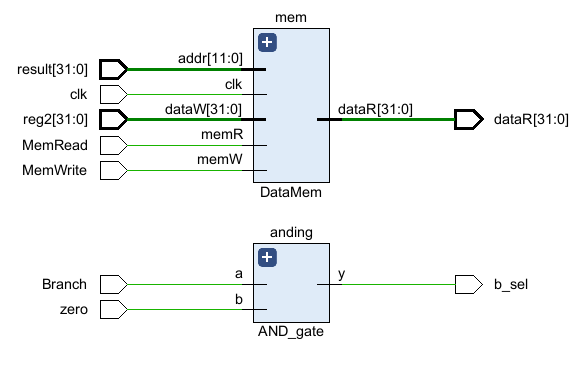 mem
result[31:0] addr[11:0]
clk clk
reg2[31:0] dataW[31:0] dataR[31:0] dataR[31:0]
MemRead memR
MemWrite memW
DataMem
anding
Branch a y b_sel
zero b
AND_gate